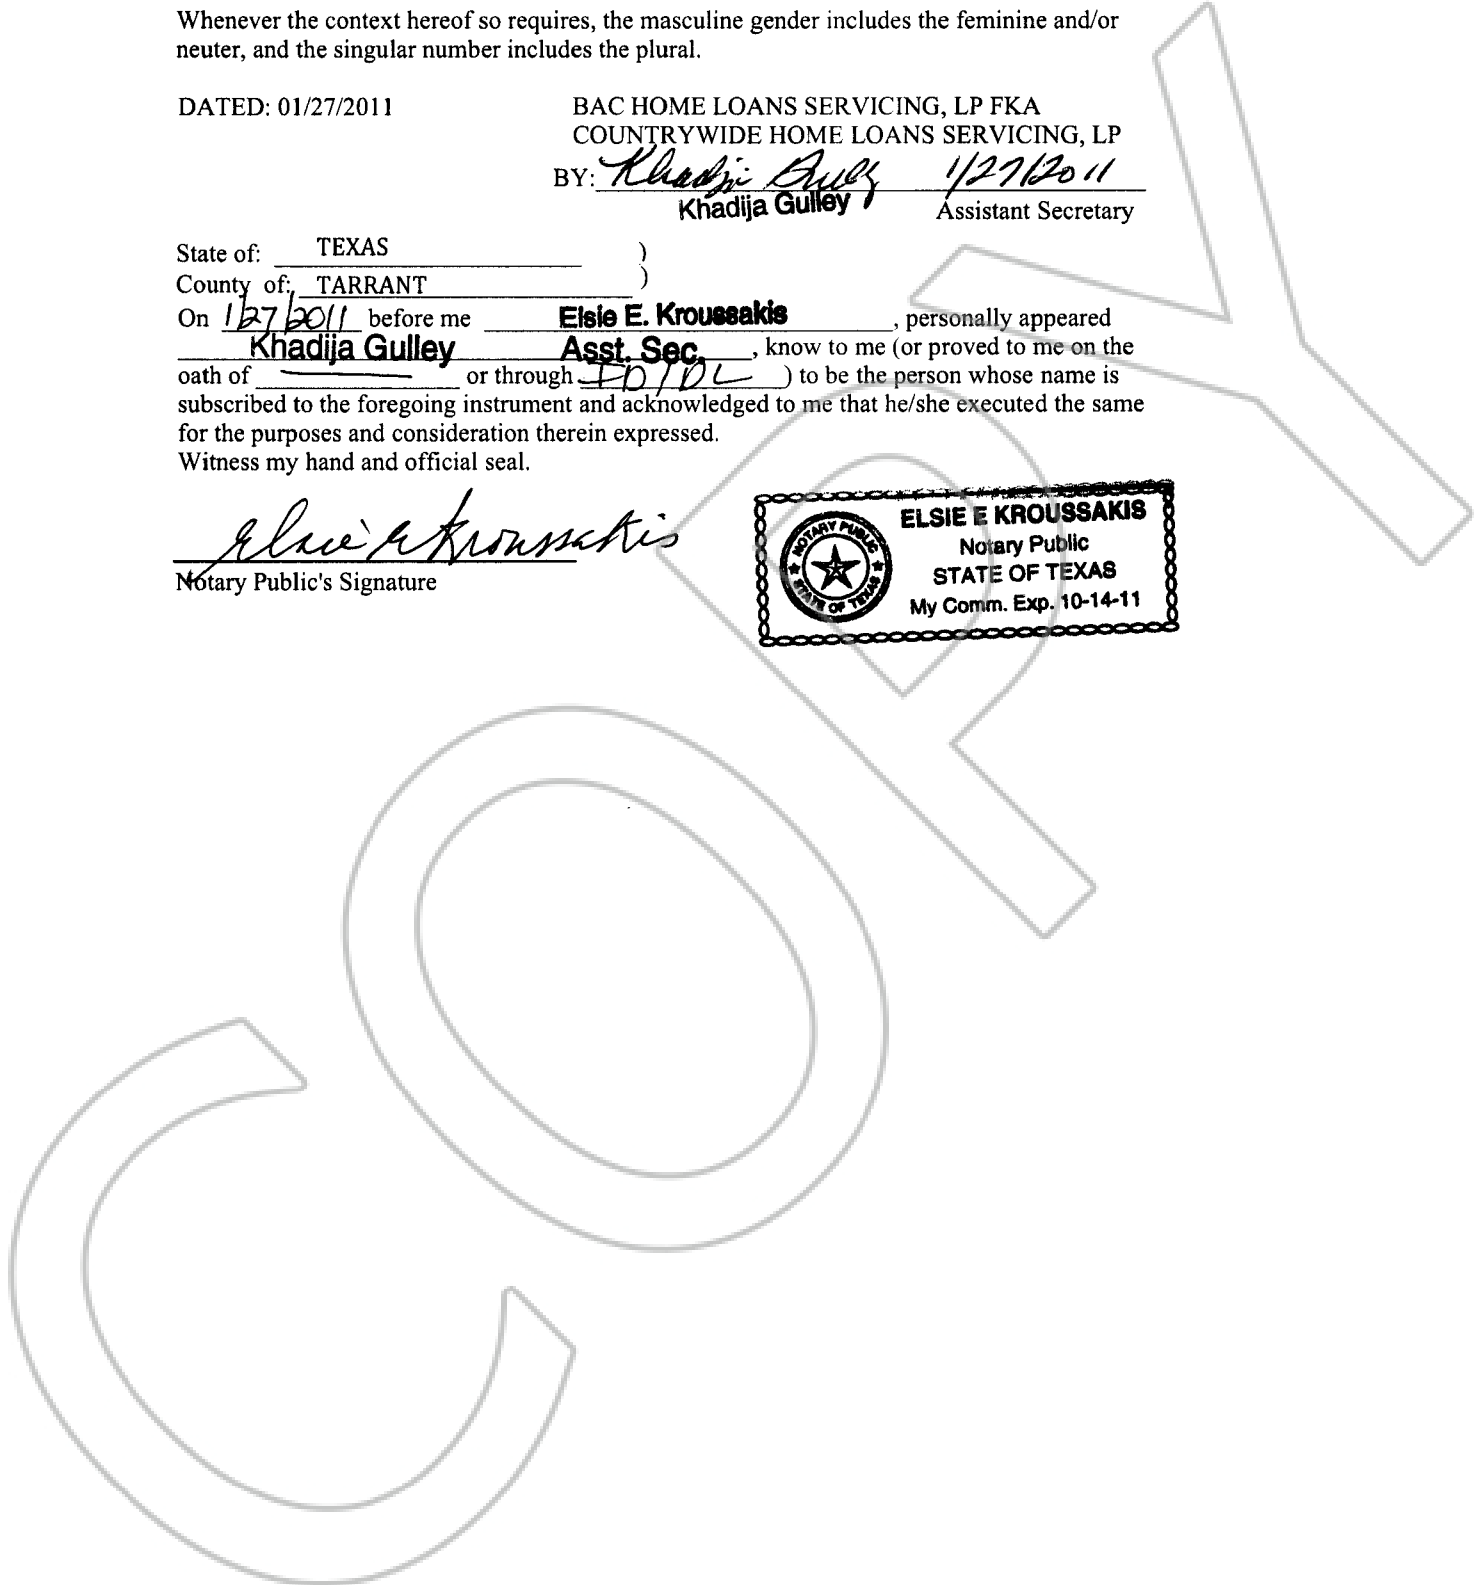 Whenever the context hereof so requires, the masculine gender includes the feminine and/or
neuter, and the singular number includes the plural.
DATED: 01/27/2011
BAC HOME LOANS SERVICING, LP FKA
COUNTRYWIDE HOME LOANS SERVICING, LP
BY: Khadija Gulley 1/27/2011
Khadija Gulley Assistant Secretary
State of: TEXAS )
County of: TARRANT )
On 1/27/2011 before me Elsie E. Kroussakis, personally appeared
Khadija Gulley Asst. Sec., know to me (or proved to me on the
oath of or through ID/DL ) to be the person whose name is
subscribed to the foregoing instrument and acknowledged to me that he/she executed the same
for the purposes and consideration therein expressed.
Witness my hand and official seal.
Elsie E Kroussakis
Notary Public's Signature
NOTARY PUBLIC
STATE OF TEXAS
ELSIE E KROUSSAKIS
Notary Public
STATE OF TEXAS
My Comm. Exp. 10-14-11
COPY